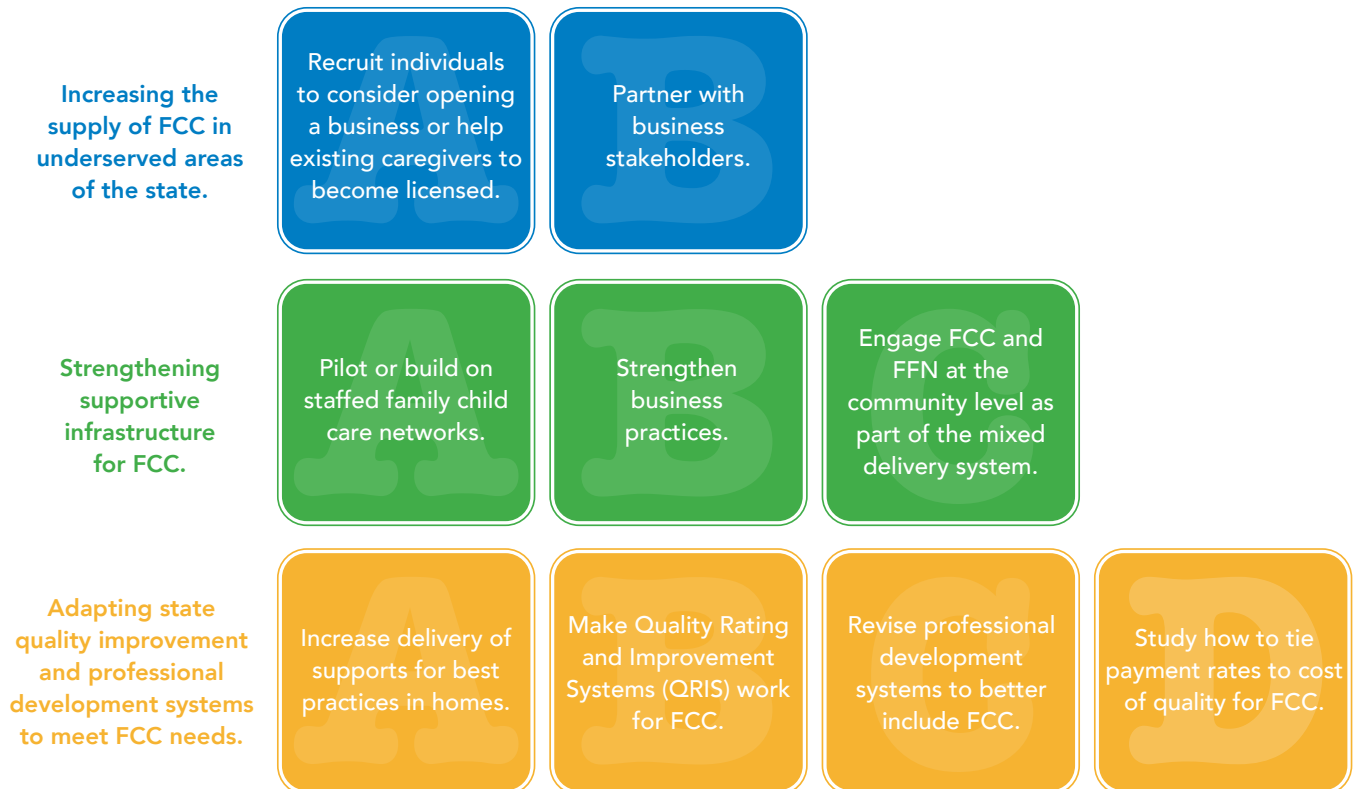 Increasing the
supply of FCC in
underserved areas
of the state.
A
Recruit individuals
to consider opening
a business or help
existing caregivers to
become licensed.
B
Partner with
business
stakeholders.
Strengthening
supportive
infrastructure
for FCC.
A
Pilot or build on
staffed family child
care networks.
B
Strengthen
business
practices.
C
Engage FCC and
FFN at the
community level as
part of the mixed
delivery system.
Adapting state
quality improvement
and professional
development systems
to meet FCC needs.
A
Increase delivery of
supports for best
practices in homes.
B
Make Quality Rating
and Improvement
Systems (QRIS) work
for FCC.
C
Revise professional
development
systems to better
include FCC.
D
Study how to tie
payment rates to cost
of quality for FCC.